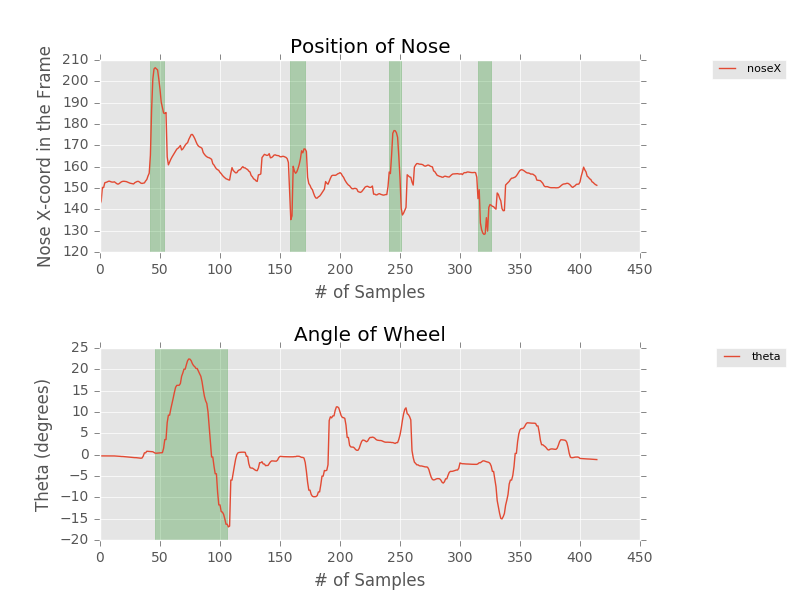 Position of Nose
Nose X-coord in the Frame
210
200
190
180
170
160
150
140
130
120
0 50 100 150 200 250 300 350 400 450
# of Samples
noseX
Angle of Wheel
Theta (degrees)
25
20
15
10
5
0
−5
−10
−15
−20
0 50 100 150 200 250 300 350 400 450
# of Samples
theta